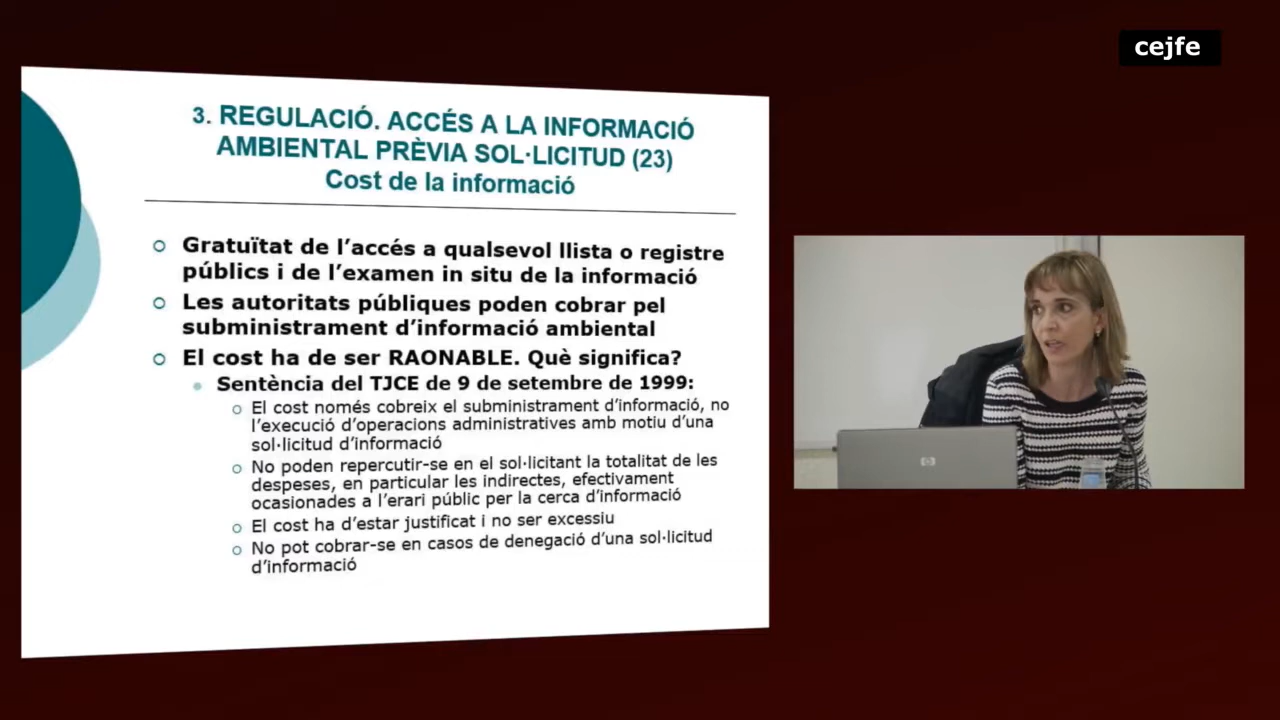 cejfe
3. REGULACIÓ. ACCÉS A LA INFORMACIÓ
AMBIENTAL PRÈVIA SOL·LICITUD (23)
Cost de la informació
Gratuïtat de l’accés a qualsevol llista o registre
públics i de l’examen in situ de la informació
Les autoritats públiques poden cobrar pel
subministrament d’informació ambiental
El cost ha de ser RAONABLE. Què significa?
Sentència del TJCE de 9 de setembre de 1999:
El cost només cobreix el subministrament d’informació, no
l’execució d’operacions administratives amb motiu d’una
sol·licitud d’informació
No poden repercutir-se en el sol·licitant la totalitat de les
despeses, en particular les indirectes, efectivament
ocasionades a l’erari públic per la cerca d’informació
El cost ha d’estar justificat i no ser excessiu
No pot cobrar-se en casos de denegació d’una sol·licitud
d’informació
hp